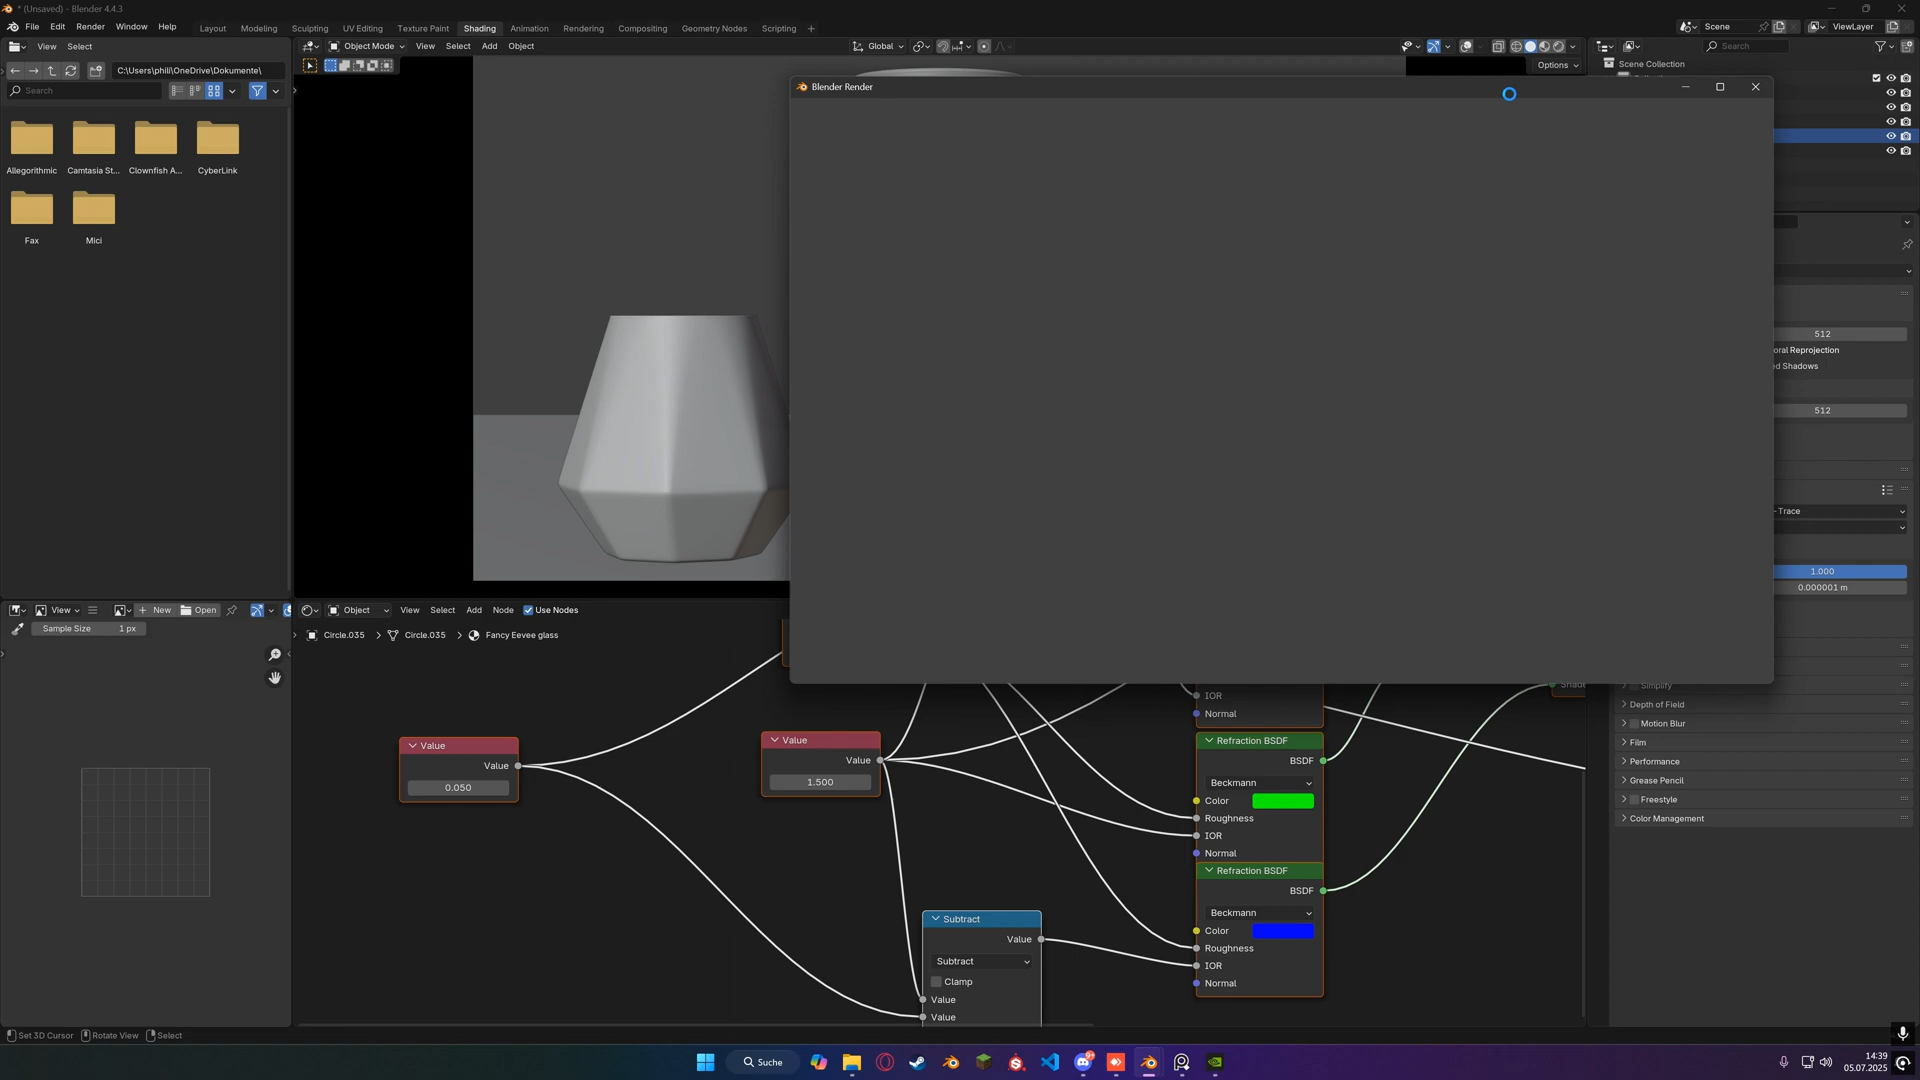 * (Unsaved) - Blender 4.4.3
File Edit Render Window Help
Layout Modeling Sculpting UV Editing Texture Paint Shading Animation Rendering Compositing Geometry Nodes Scripting
Scene
ViewLayer
View Select
Object Mode View Select Add Object
Global
Search
Options
C:\Users\phili\OneDrive\Dokumente\
Search
Scene Collection
Allegorithmic Camtasia St... Clownfish A... CyberLink
Fax Mici
Blender Render
512
oral Reprojection
ed Shadows
512
- Trace
1.000
0.000001 m
View New Open
Object View Select Add Node Use Nodes
Sample Size 1 px
Circle.035 Circle.035 Fancy Eevee glass
Value
Value
0.050
Value
Value
1.500
IOR
Normal
Refraction BSDF
BSDF
Beckmann
Color
Roughness
IOR
Normal
Refraction BSDF
BSDF
Beckmann
Color
Roughness
IOR
Normal
Subtract
Value
Subtract
Clamp
Value
Value
Simplify
Depth of Field
Motion Blur
Film
Performance
Grease Pencil
Freestyle
Color Management
Set 3D Cursor Rotate View Select
Suche
14:39
05.07.2025